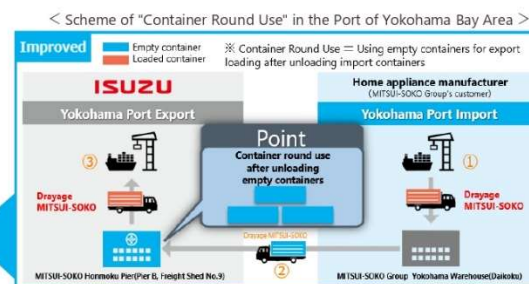 < Scheme of "Container Round Use" in the Port of Yokohama Bay Area >
Improved
Empty container
Loaded container
※ Container Round Use = Using empty containers for export
loading after unloading import containers
ISUZU
Yokohama Port Export
Home appliance manufacturer
(MITSUI-SOKO Group's customer)
Yokohama Port Import
Point
Container round use
after unloading
empty containers
③
Drayage
MITSUI-SOKO
①
Drayage
MITSUI-SOKO
Drayage MITSUI-SOKO
②
MITSUI-SOKO Honmoku Pier(Pier B, Freight Shed No.9)
MITSUI-SOKO Group Yokohama Warehouse(Daikoku)